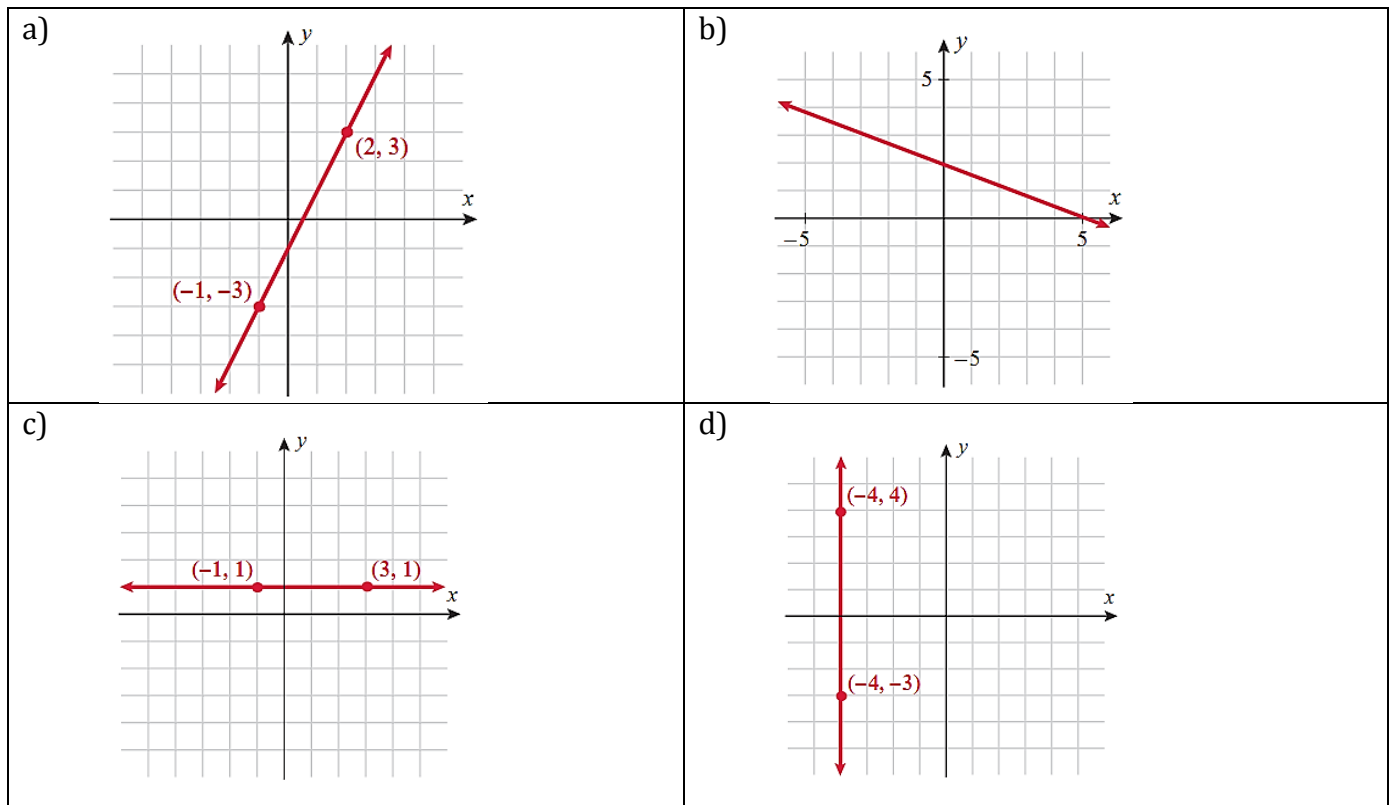 a)
y
(2, 3)
x
(−1, −3)
b)
y
5
x
−5
5
−5
c)
y
(−1, 1)
(3, 1)
x
d)
y
(−4, 4)
x
(−4, −3)